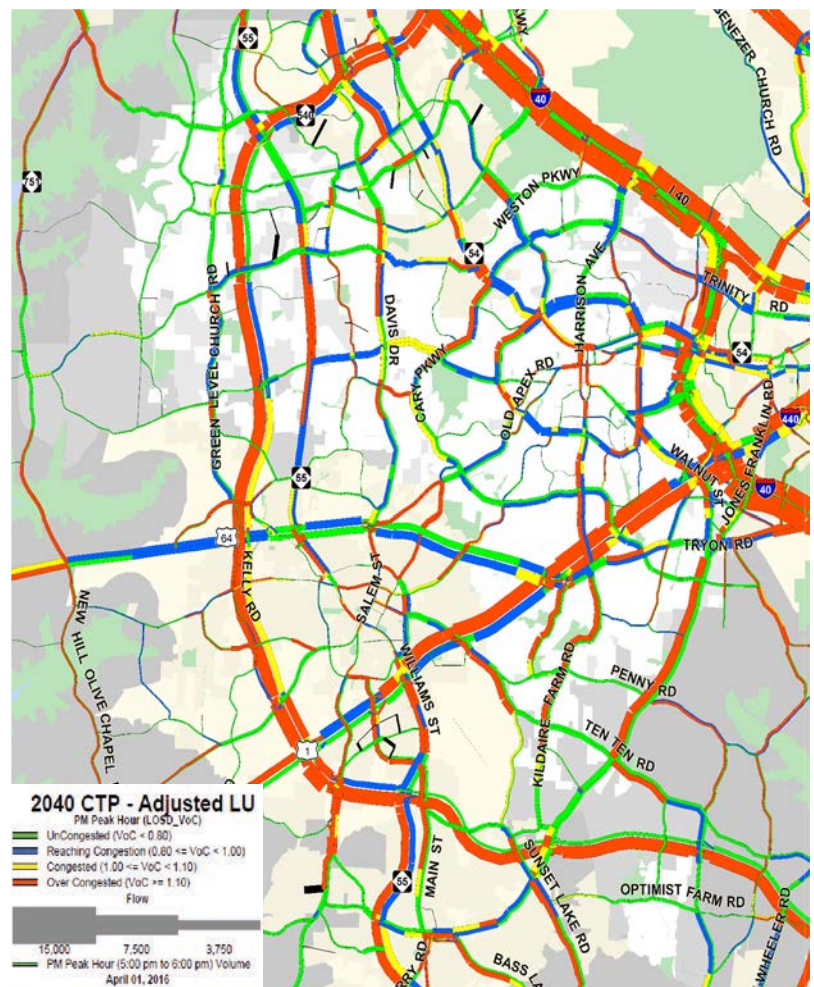 55
KWY
EBENEZER CHURCH RD
40
540
751
WESTON PKWY
I 40
54
HARRISON AVE
TRINITY RD
GREEN LEVEL CHURCH RD
DAVIS DR
CARY PKWY
OLD APEX RD
54
JONES FRANKLIN RD
440
WALNUT ST
40
55
64
TRYON RD
KELLY RD
SALEM ST
NEW HILL OLIVE CHAPEL
WILLIAMS ST
KILDAIRE FARM RD
PENNY RD
TEN TEN RD
1
MAIN ST
SUNSET LAKE RD
55
OPTIMIST FARM RD
WHEELER RD
RRY RD
BASS LA
2040 CTP - Adjusted LU
PM Peak Hour (LOSD_VoC)
UnCongested (VoC < 0.80)
Reaching Congestion (0.80 <= VoC < 1.00)
Congested (1.00 <= VoC < 1.10)
Over Congested (VoC >= 1.10)
Flow
15,000 7,500 3,750
PM Peak Hour (5:00 pm to 6:00 pm) Volume
April 01, 2016